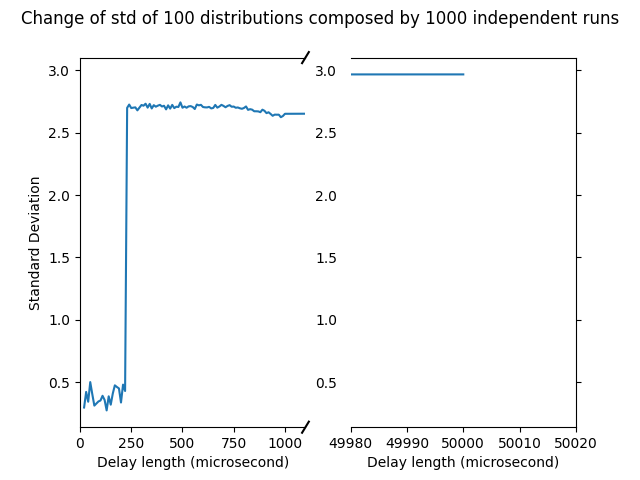 Change of std of 100 distributions composed by 1000 independent runs
Standard Deviation
3.0
2.5
2.0
1.5
1.0
0.5
0 250 500 750 1000
Delay length (microsecond)
3.0
2.5
2.0
1.5
1.0
0.5
49980 49990 50000 50010 50020
Delay length (microsecond)